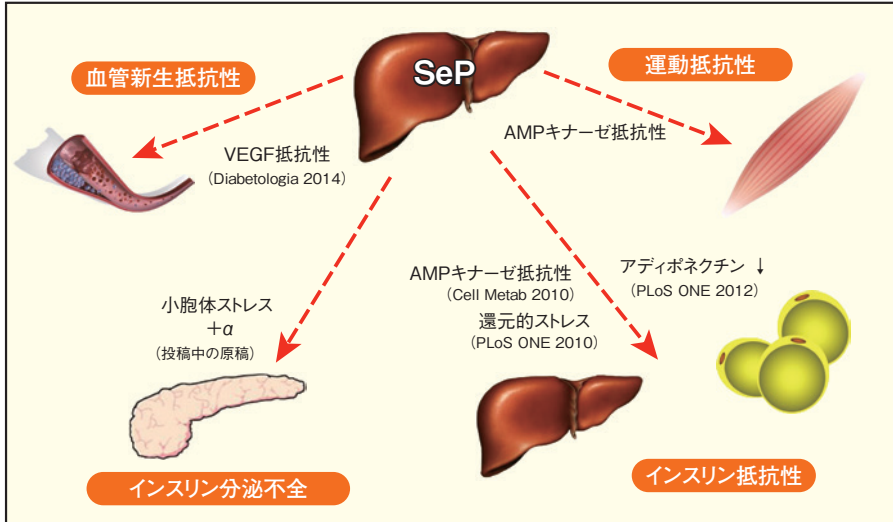 SeP
血管新生抵抗性
運動抵抗性
VEGF抵抗性
(Diabetologia 2014)
AMPキナーゼ抵抗性
小胞体ストレス
+α
(投稿中の原稿)
AMPキナーゼ抵抗性
(Cell Metab 2010)
還元的ストレス
(PLoS ONE 2010)
アディポネクチン ↓
(PLoS ONE 2012)
インスリン分泌不全
インスリン抵抗性